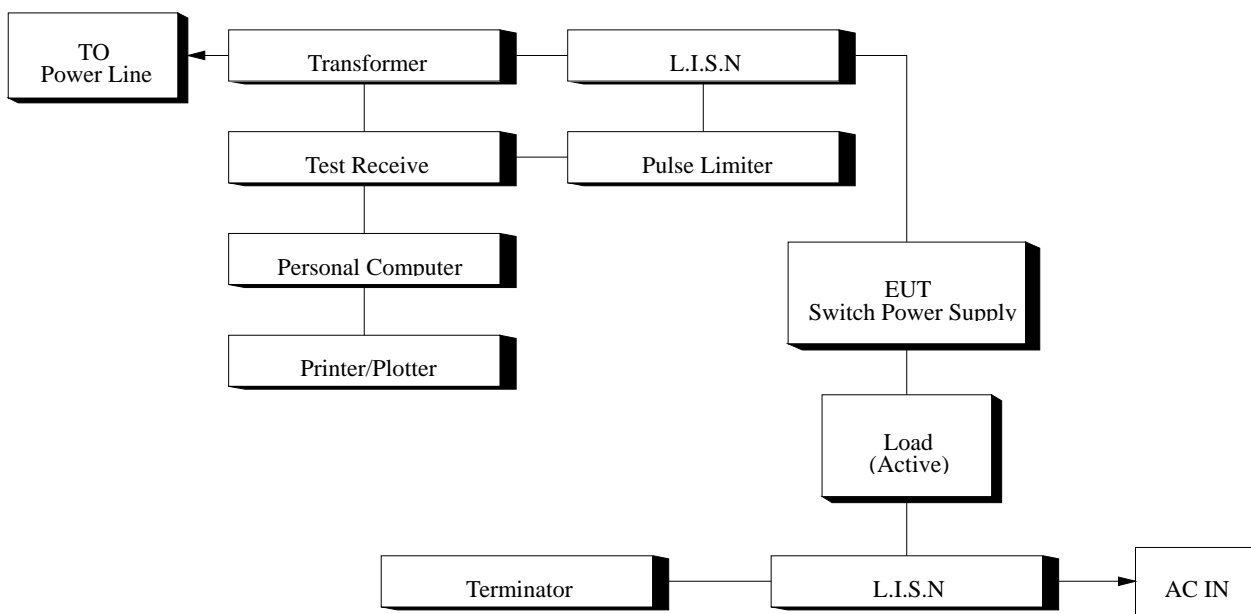 TO
Power Line
Transformer
L.I.S.N
Test Receive
Pulse Limiter
Personal Computer
EUT
Switch Power Supply
Printer/Plotter
Load
(Active)
Terminator
L.I.S.N
AC IN